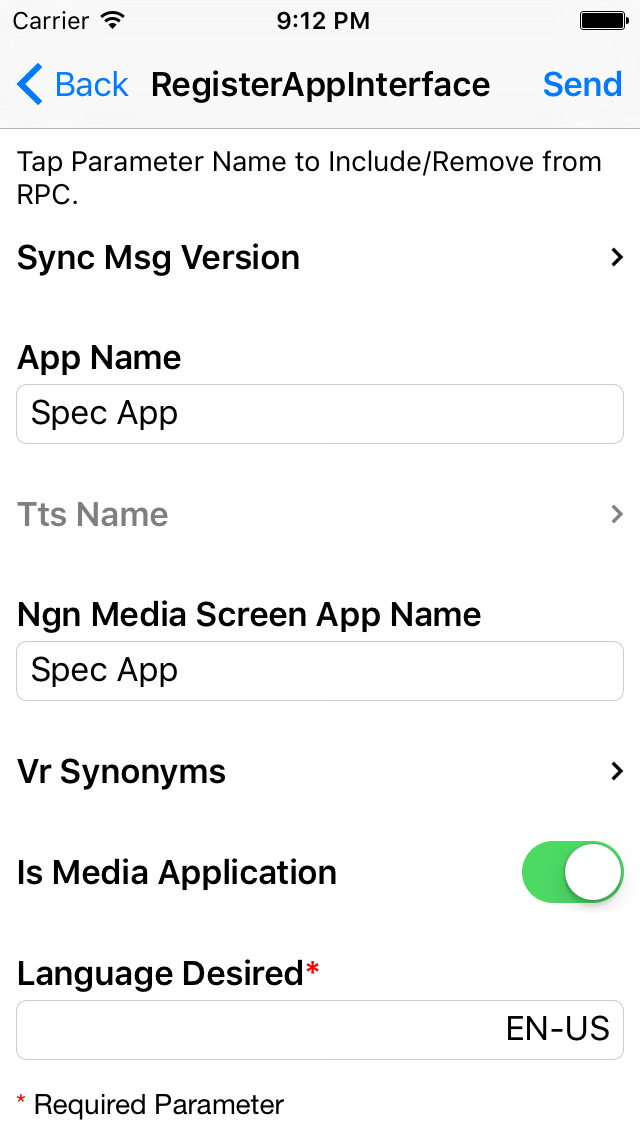 Carrier 9:12 PM
Back RegisterAppInterface Send
Tap Parameter Name to Include/Remove from
RPC.
Sync Msg Version
App Name
Spec App
Tts Name
Ngn Media Screen App Name
Spec App
Vr Synonyms
Is Media Application
Language Desired*
EN-US
* Required Parameter